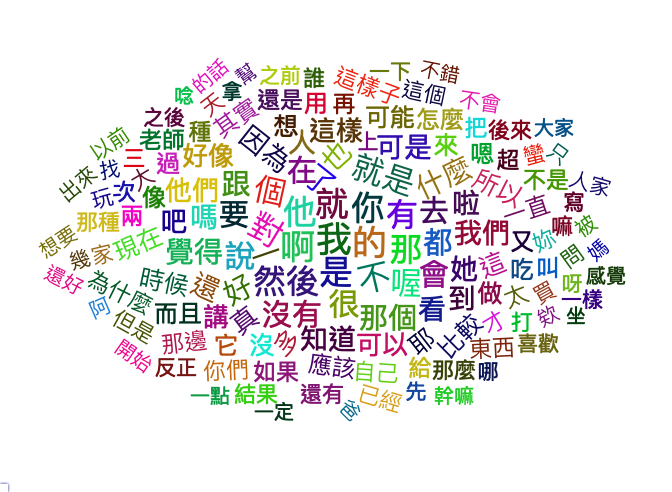 之前
誰
一下
不錯
的話
幫
拿
這樣子
這個
不會
唸
天
還是
用
再
之後
其實
可能
怎麼
把
後來
大家
老師
種
想
人
這樣
上
可是
來
嗯
超
蠻
只
以前
找
三
過
好像
因為
在
了
也
就是
什麼
所以
不是
人家
出來
玩
次
大
像
他們
跟
個
就
你
有
去
啦
一直
寫
那種
兩
吧
嗎
要
對
他
我
的
那
都
我們
又
妳
嘛
被
想要
幾
家
現在
覺得
說
一
啊
是
不
喔
會
她
這
吃
叫
問
媽
還好
為什麼
時候
還
好
然後
很
那個
看
到
做
太
買
呀
一樣
感覺
阿
但是
而且
講
真
沒有
知道
可以
耶
比較
才
打
欸
坐
開始
那邊
它
沒
多
應該
自己
給
那麼
哪
東西
喜歡
反正
你們
如果
還有
已經
先
幹嘛
一點
結果
一定
爸